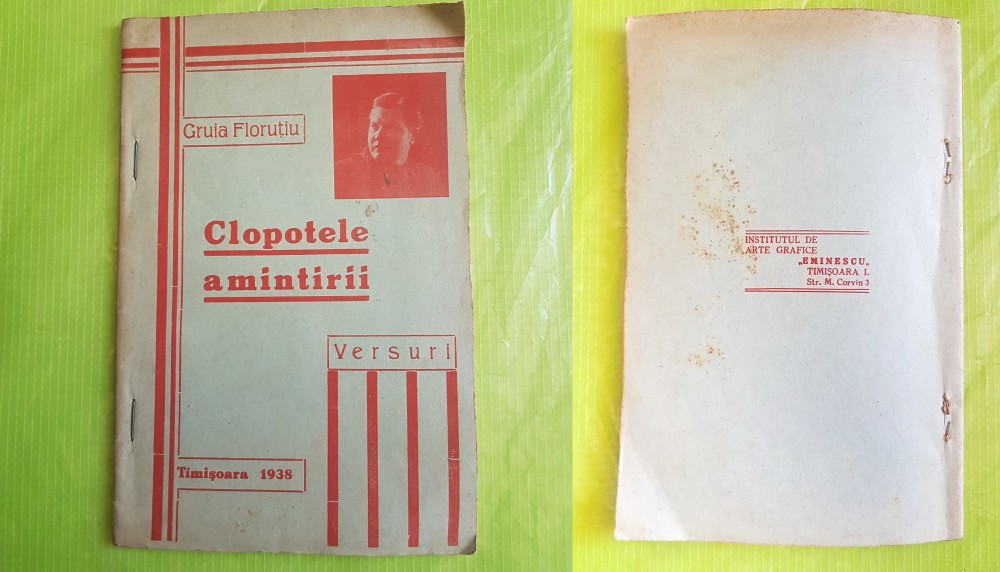 Gruia Floruțiu
Clopotele
amintirii
Versuri
Timișoara 1938
INSTITUTUL DE
ARTE GRAFICE
„EMINESCU„
TIMIȘOARA I.
Str. M. Corvin 3